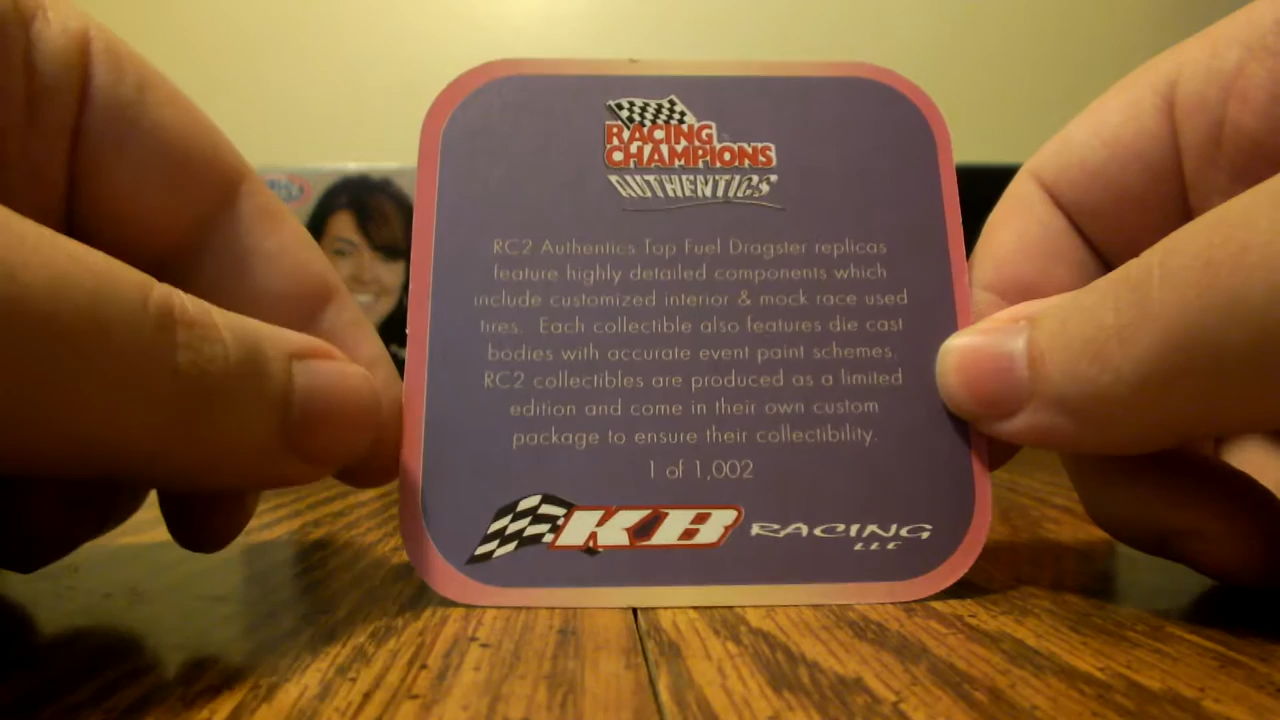 RACING
CHAMPIONS
AUTHENTICS
RC2 Authentics Top Fuel Dragster replicas
feature highly detailed components which
include customized interior & mock race used
tires. Each collectible also features die cast
bodies with accurate event paint schemes.
RC2 collectibles are produced as a limited
edition and come in their own custom
package to ensure their collectibility.
1 of 1,002
KB RACING
LLC